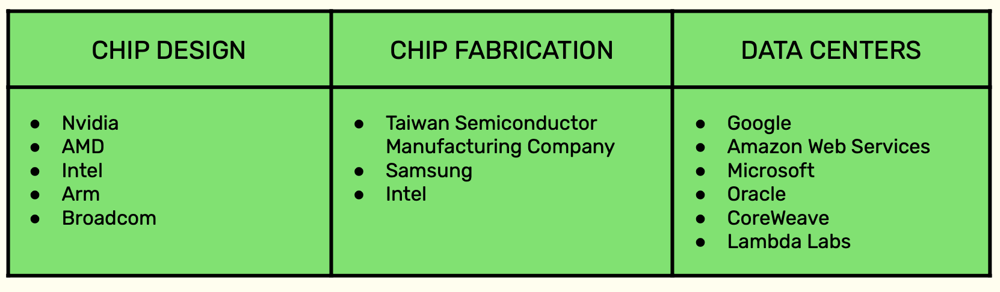 CHIP DESIGN
CHIP FABRICATION
DATA CENTERS
● Nvidia
● AMD
● Intel
● Arm
● Broadcom
● Taiwan Semiconductor
Manufacturing Company
● Samsung
● Intel
● Google
● Amazon Web Services
● Microsoft
● Oracle
● CoreWeave
● Lambda Labs